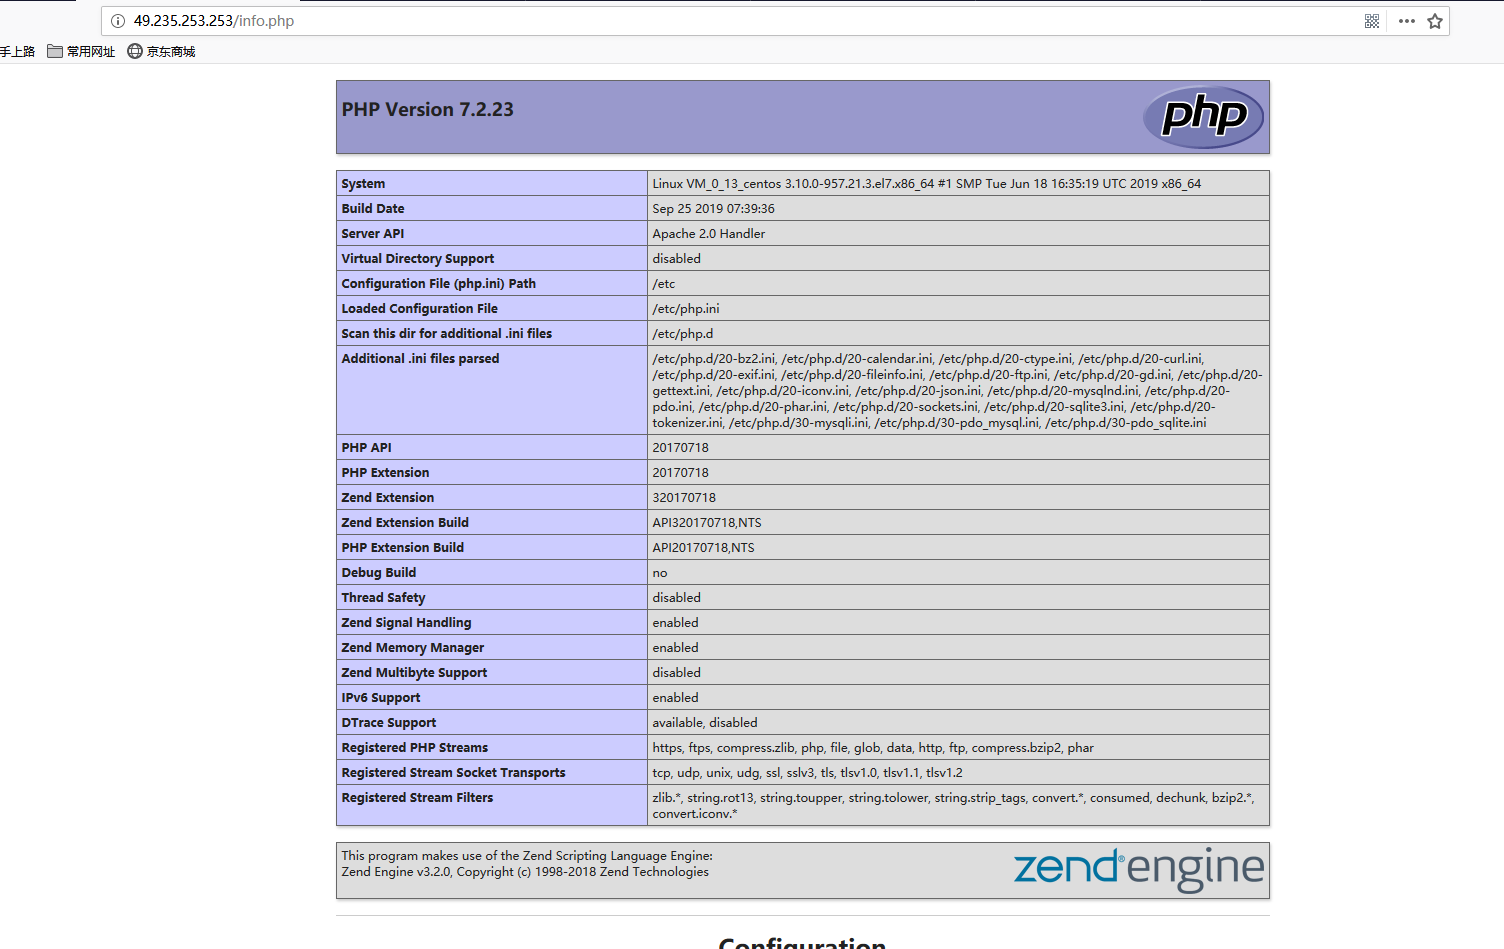 49.235.253.253/info.php
手上路 常用网址 京东商城
PHP Version 7.2.23
php
System Linux VM_0_13_centos 3.10.0-957.21.3.el7.x86_64 #1 SMP Tue Jun 18 16:35:19 UTC 2019 x86_64
Build Date Sep 25 2019 07:39:36
Server API Apache 2.0 Handler
Virtual Directory Support disabled
Configuration File (php.ini) Path /etc
Loaded Configuration File /etc/php.ini
Scan this dir for additional .ini files /etc/php.d
Additional .ini files parsed /etc/php.d/20-bz2.ini, /etc/php.d/20-calendar.ini, /etc/php.d/20-ctype.ini, /etc/php.d/20-curl.ini,
/etc/php.d/20-exif.ini, /etc/php.d/20-fileinfo.ini, /etc/php.d/20-ftp.ini, /etc/php.d/20-gd.ini, /etc/php.d/20-
gettext.ini, /etc/php.d/20-iconv.ini, /etc/php.d/20-json.ini, /etc/php.d/20-mysqlnd.ini, /etc/php.d/20-
pdo.ini, /etc/php.d/20-phar.ini, /etc/php.d/20-sockets.ini, /etc/php.d/20-sqlite3.ini, /etc/php.d/20-
tokenizer.ini, /etc/php.d/30-mysqli.ini, /etc/php.d/30-pdo_mysql.ini, /etc/php.d/30-pdo_sqlite.ini
PHP API 20170718
PHP Extension 20170718
Zend Extension 320170718
Zend Extension Build API320170718,NTS
PHP Extension Build API20170718,NTS
Debug Build no
Thread Safety disabled
Zend Signal Handling enabled
Zend Memory Manager enabled
Zend Multibyte Support disabled
IPv6 Support enabled
DTrace Support available, disabled
Registered PHP Streams https, ftps, compress.zlib, php, file, glob, data, http, ftp, compress.bzip2, phar
Registered Stream Socket Transports tcp, udp, unix, udg, ssl, sslv3, tls, tlsv1.0, tlsv1.1, tlsv1.2
Registered Stream Filters zlib.*, string.rot13, string.toupper, string.tolower, string.strip_tags, convert.*, consumed, dechunk, bzip2.*,
convert.iconv.*
This program makes use of the Zend Scripting Language Engine:
Zend Engine v3.2.0, Copyright (c) 1998-2018 Zend Technologies
zend® engine
Configuration